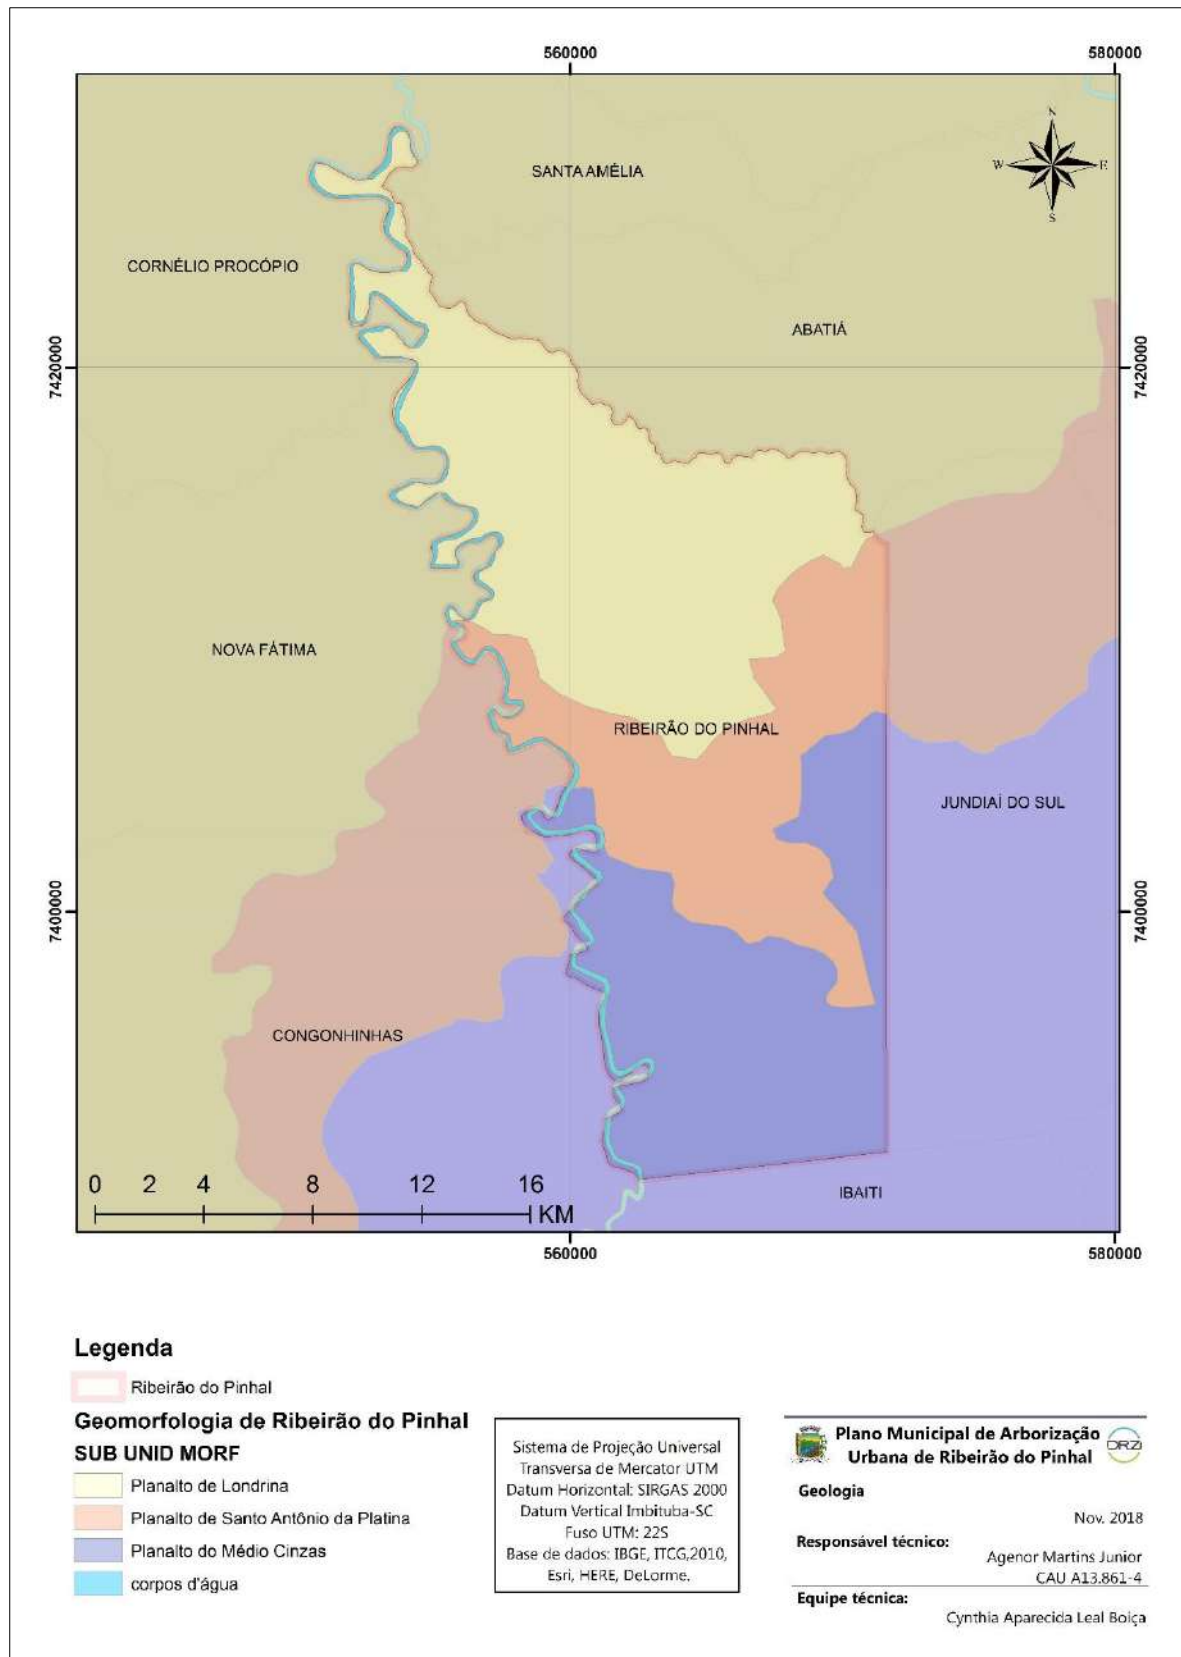 560000
580000
N
W
E
S
SANTA AMÉLIA
CORNÉLIO PROCÓPIO
ABATIÁ
7420000
7420000
NOVA FÁTIMA
RIBEIRÃO DO PINHAL
JUNDIAÍ DO SUL
7400000
7400000
CONGONHINHAS
0 2 4 8 12 16
KM
IBAITI
560000
580000
Legenda
Ribeirão do Pinhal
Geomorfologia de Ribeirão do Pinhal
SUB UNID MORF
Planalto de Londrina
Planalto de Santo Antônio da Platina
Planalto do Médio Cinzas
corpos d'água
Sistema de Projeção Universal
Transversa de Mercator UTM
Datum Horizontal: SIRGAS 2000
Datum Vertical Imbituba-SC
Fuso UTM: 22S
Base de dados: IBGE, ITCG,2010,
Esri, HERE, DeLorme.
Plano Municipal de Arborização
Urbana de Ribeirão do Pinhal
DRZ
Geologia
Nov. 2018
Responsável técnico:
Agenor Martins Junior
CAU A13.861-4
Equipe técnica:
Cynthia Aparecida Leal Boiça